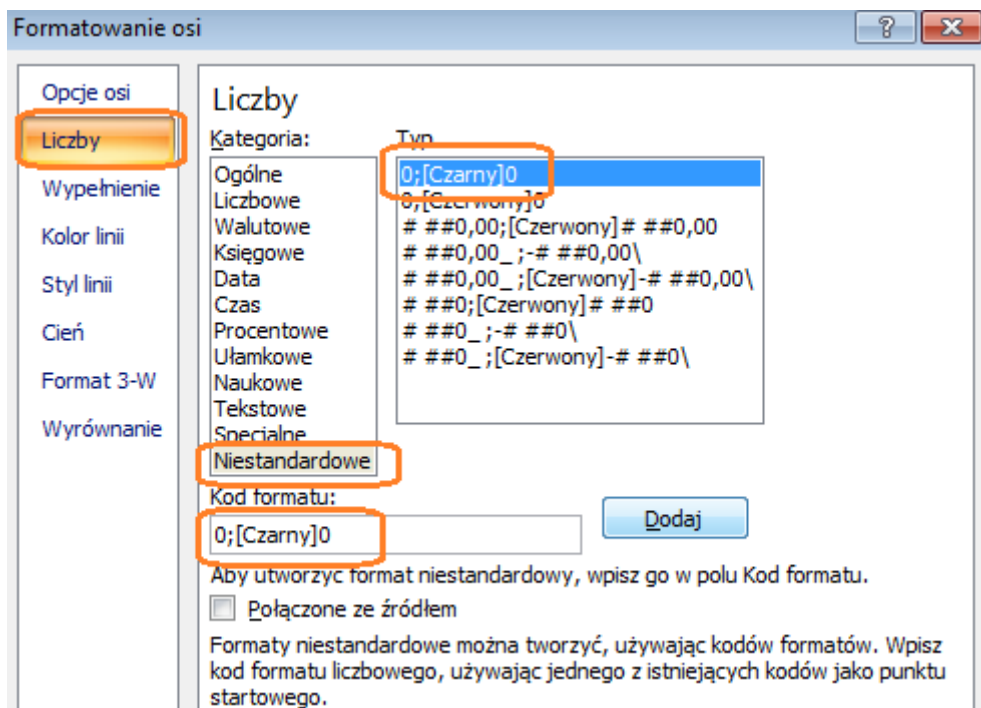 Formatowanie osi
Opcje osi
Liczby
Wypełnienie
Kolor linii
Styl linii
Cień
Format 3-W
Wyrównanie
Liczby
Kategoria:
Ogólne
Liczbowe
Walutowe
Księgowe
Data
Czas
Procentowe
Ułamkowe
Naukowe
Tekstowe
Specjalne
Niestandardowe
Typ
0;[Czarny]0
0;[Czerwony]0
# ##0,00;[Czerwony]# ##0,00
# ##0,00_ ;-# ##0,00\
# ##0,00_ ;[Czerwony]-# ##0,00\
# ##0;[Czerwony]# ##0
# ##0_ ;-# ##0\
# ##0_ ;[Czerwony]-# ##0\
Kod formatu:
0;[Czarny]0
Dodaj
Aby utworzyć format niestandardowy, wpisz go w polu Kod formatu.
Połączone ze źródłem
Formaty niestandardowe można tworzyć, używając kodów formatów. Wpisz
kod formatu liczbowego, używając jednego z istniejących kodów jako punktu
startowego.